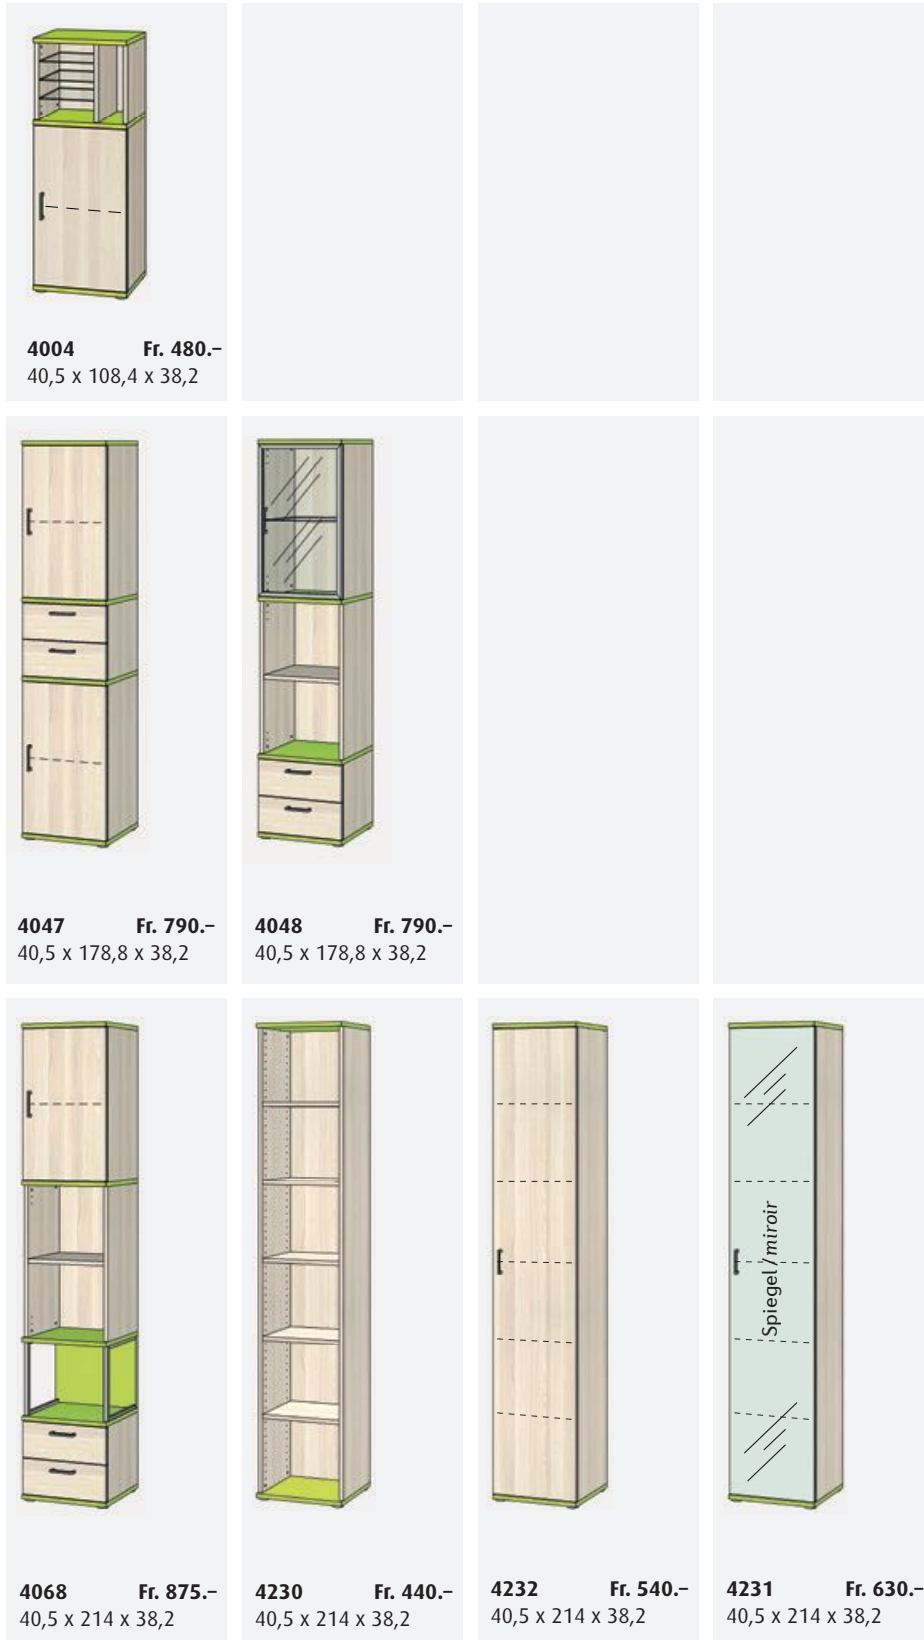 4004 Fr. 480.–
40,5 x 108,4 x 38,2
4047 Fr. 790.–
40,5 x 178,8 x 38,2
4048 Fr. 790.–
40,5 x 178,8 x 38,2
Spiegel/miroir
4068 Fr. 875.–
40,5 x 214 x 38,2
4230 Fr. 440.–
40,5 x 214 x 38,2
4232 Fr. 540.–
40,5 x 214 x 38,2
4231 Fr. 630.–
40,5 x 214 x 38,2